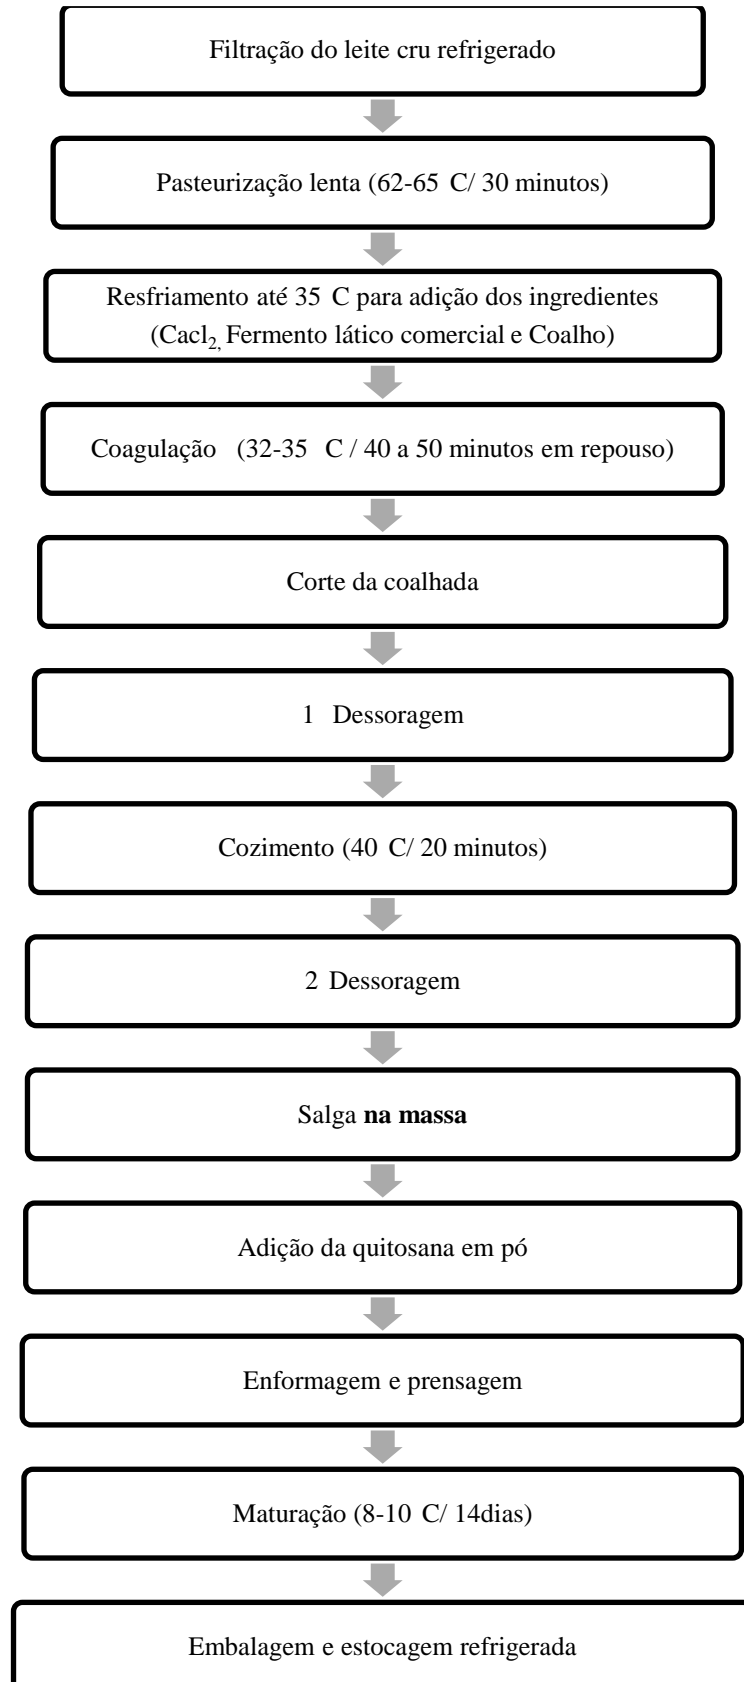 Filtração do leite cru refrigerado
Pasteurização lenta (62-65 C/ 30 minutos)
Resfriamento até 35 C para adição dos ingredientes
(Cacl₂, Fermento lático comercial e Coalho)
Coagulação (32-35 C / 40 a 50 minutos em repouso)
Corte da coalhada
1 Dessoragem
Cozimento (40 C/ 20 minutos)
2 Dessoragem
Salga na massa
Adição da quitosana em pó
Enformagem e prensagem
Maturação (8-10 C/ 14dias)
Embalagem e estocagem refrigerada